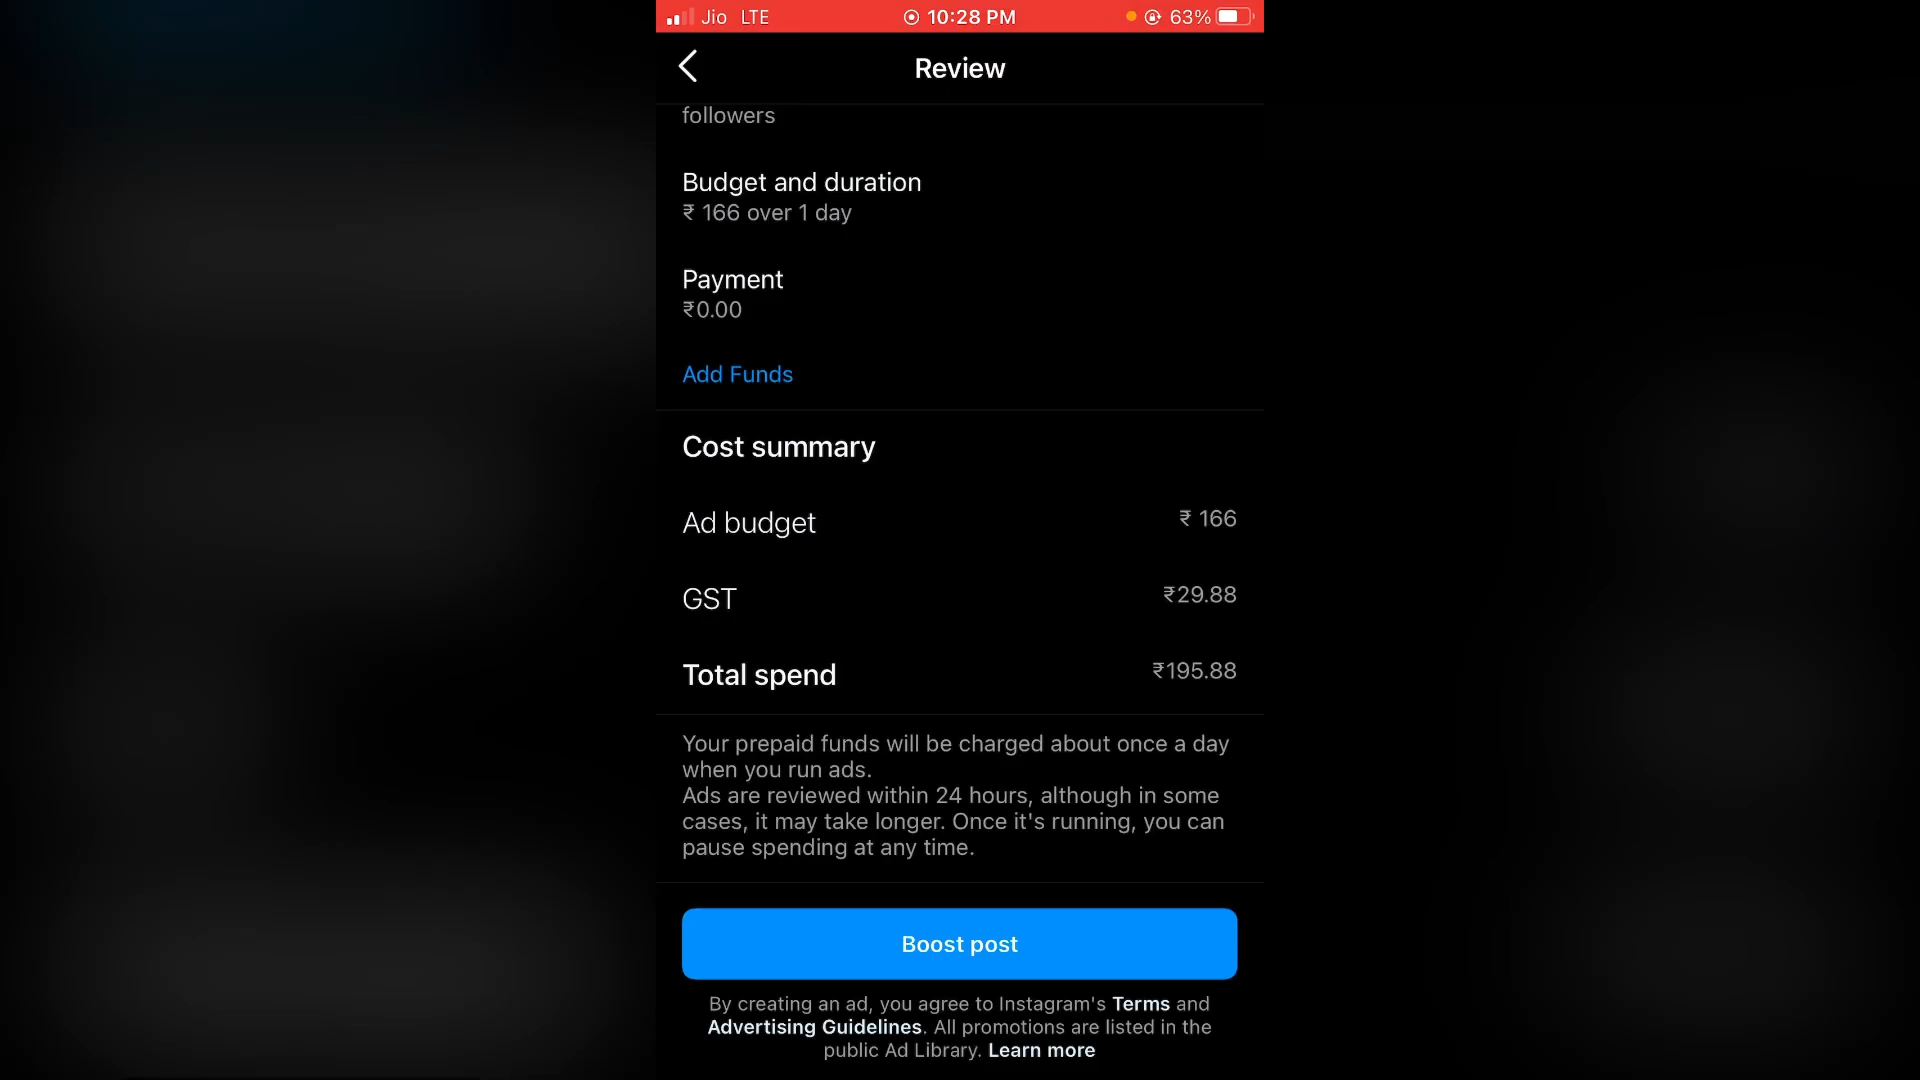 Jio LTE 10:28 PM 63%
Review
followers
Budget and duration
₹ 166 over 1 day
Payment
₹0.00
Add Funds
Cost summary
Ad budget ₹ 166
GST ₹29.88
Total spend ₹195.88
Your prepaid funds will be charged about once a day
when you run ads.
Ads are reviewed within 24 hours, although in some
cases, it may take longer. Once it's running, you can
pause spending at any time.
Boost post
By creating an ad, you agree to Instagram's Terms and
Advertising Guidelines. All promotions are listed in the
public Ad Library. Learn more